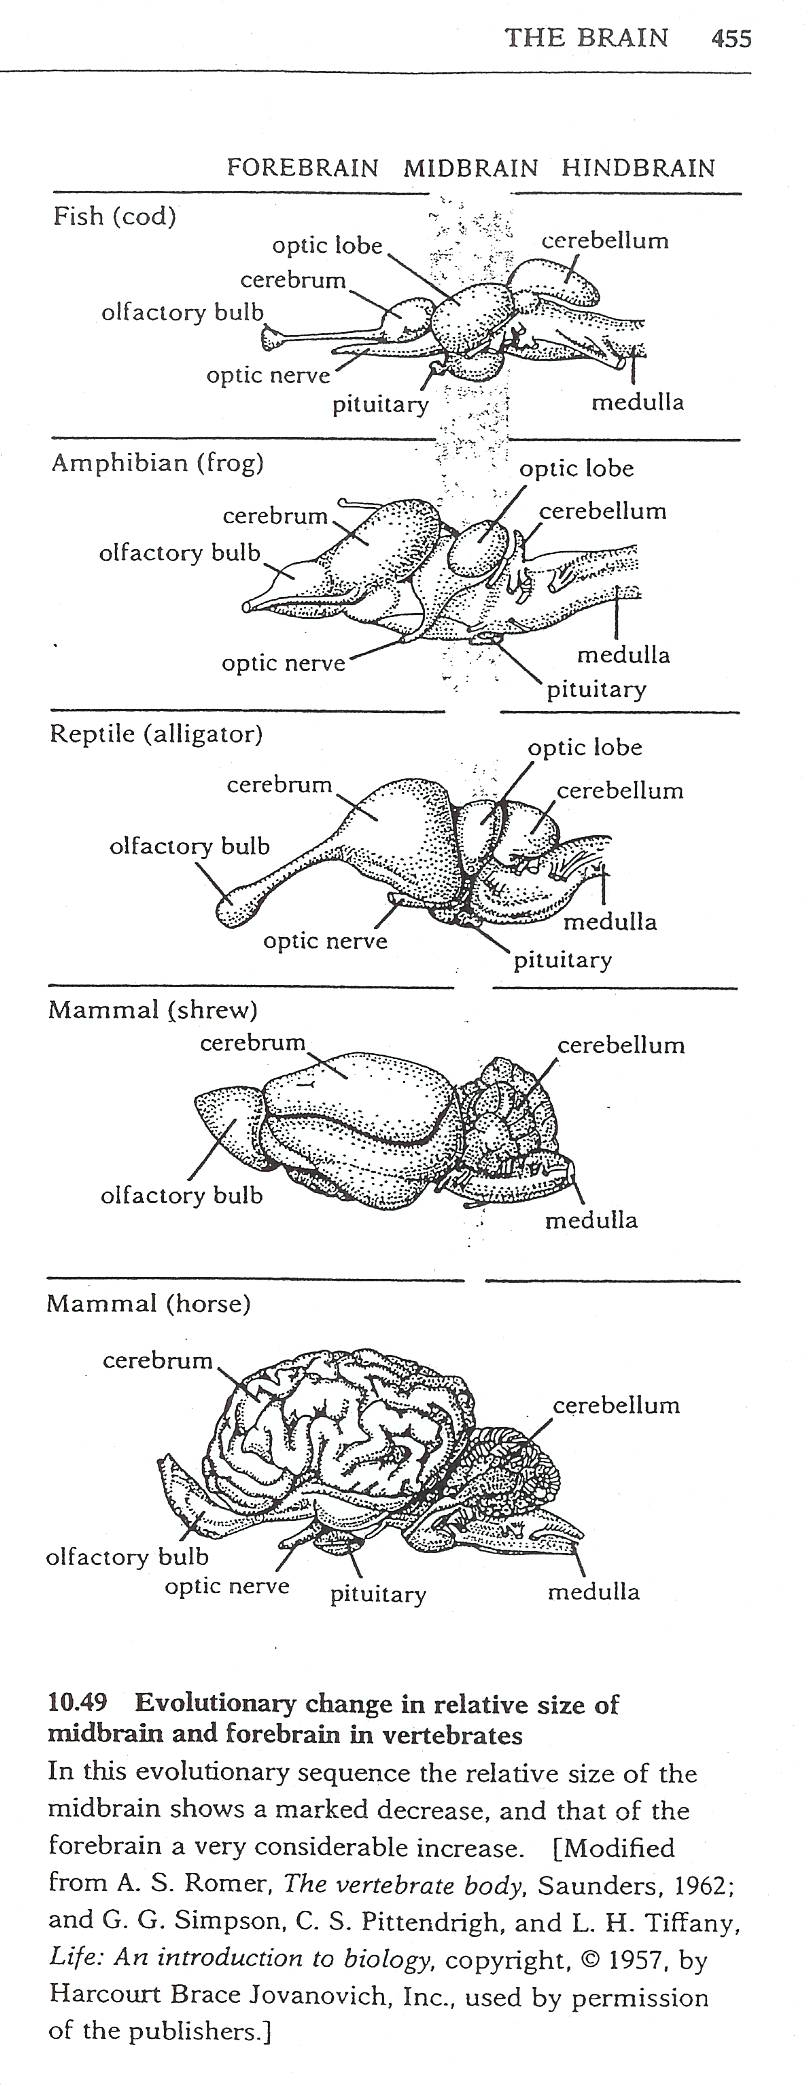 THE BRAIN 455
FOREBRAIN MIDBRAIN HINDBRAIN
Fish (cod)
optic lobe
cerebellum
cerebrum
olfactory bulb
optic nerve
pituitary
medulla
Amphibian (frog)
optic lobe
cerebrum
cerebellum
olfactory bulb
optic nerve
medulla
pituitary
Reptile (alligator)
optic lobe
cerebrum
cerebellum
olfactory bulb
medulla
optic nerve
pituitary
Mammal (shrew)
cerebrum
cerebellum
olfactory bulb
medulla
Mammal (horse)
cerebrum
cerebellum
olfactory bulb
optic nerve
pituitary
medulla
10.49 Evolutionary change in relative size of
midbrain and forebrain in vertebrates
In this evolutionary sequence the relative size of the
midbrain shows a marked decrease, and that of the
forebrain a very considerable increase. [Modified
from A. S. Romer, The vertebrate body, Saunders, 1962;
and G. G. Simpson, C. S. Pittendrigh, and L. H. Tiffany,
Life: An introduction to biology, copyright, © 1957, by
Harcourt Brace Jovanovich, Inc., used by permission
of the publishers.]